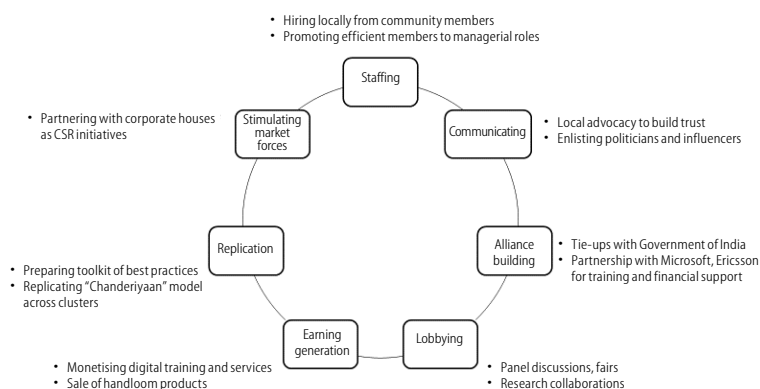 • Hiring locally from community members
• Promoting efficient members to managerial roles
Staffing
• Partnering with corporate houses
as CSR initiatives
Stimulating
market
forces
Communicating
• Local advocacy to build trust
• Enlisting politicians and influencers
Replication
• Preparing toolkit of best practices
• Replicating "Chanderiyaan" model
across clusters
Alliance
building
• Tie-ups with Government of India
• Partnership with Microsoft, Ericsson
for training and financial support
Earning
generation
• Monetising digital training and services
• Sale of handloom products
Lobbying
• Panel discussions, fairs
• Research collaborations